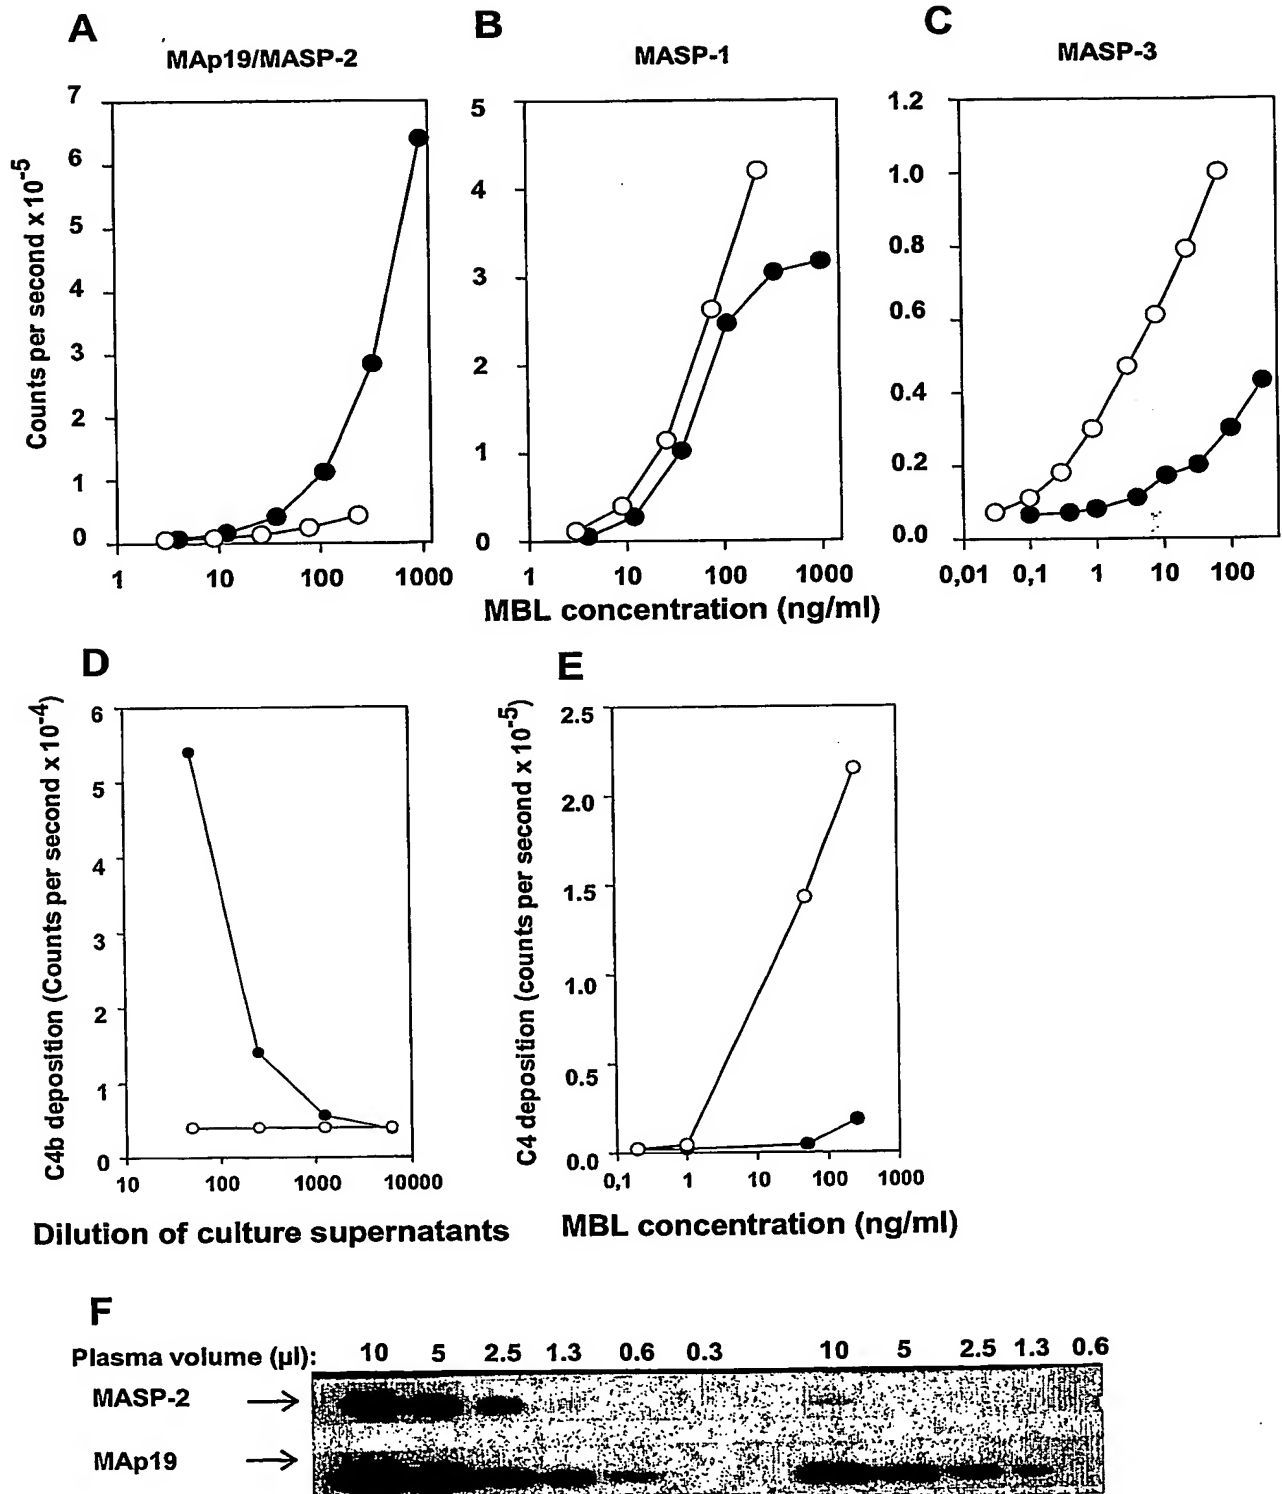 A
MAp19/MASP-2
B
MASP-1
C
MASP-3
Counts per second x 10-5
7
6
5
4
3
2
1
0
1 10 100 1000
5
4
3
2
1
0
1 10 100 1000
1.2
1.0
0.8
0.6
0.4
0.2
0.0
0,01 0,1 1 10 100
MBL concentration (ng/ml)
D
C4b deposition (Counts per second x 10-4)
6
5
4
3
2
1
0
10 100 1000 10000
Dilution of culture supernatants
E
C4 deposition (counts per second x 10-5)
2.5
2.0
1.5
1.0
0.5
0.0
0,1 1 10 100 1000
MBL concentration (ng/ml)
F
Plasma volume (µl): 10 5 2.5 1.3 0.6 0.3 10 5 2.5 1.3 0.6
MASP-2
MAp19